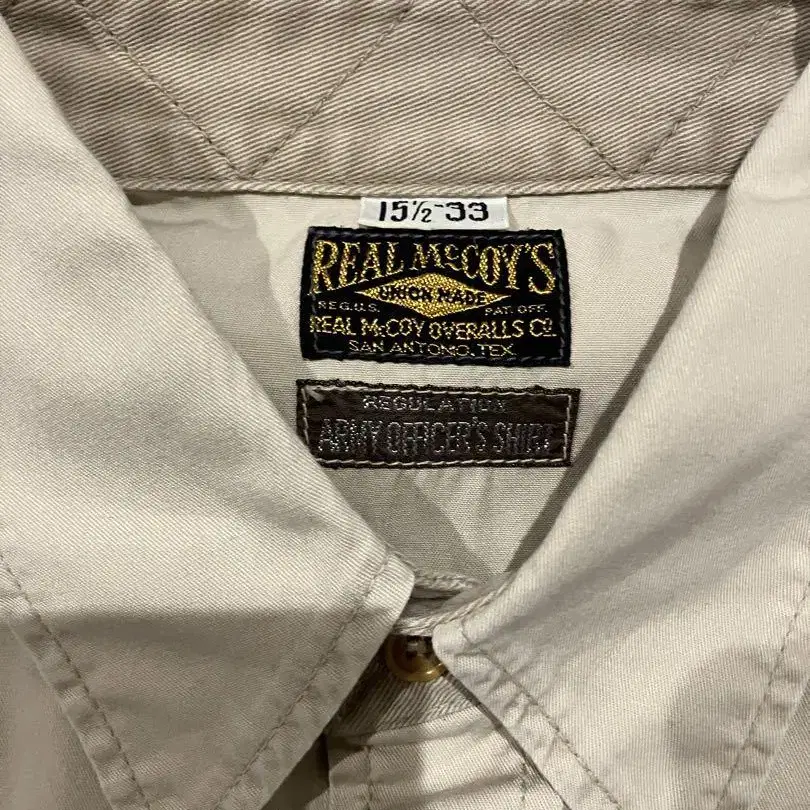 15½-33
REAL McCOY'S
UNION MADE
REG.U.S. PAT. OFF.
REAL McCOY OVERALLS CO.
SAN ANTONIO, TEX.
REGULATION
ARMY OFFICER'S SHIRT